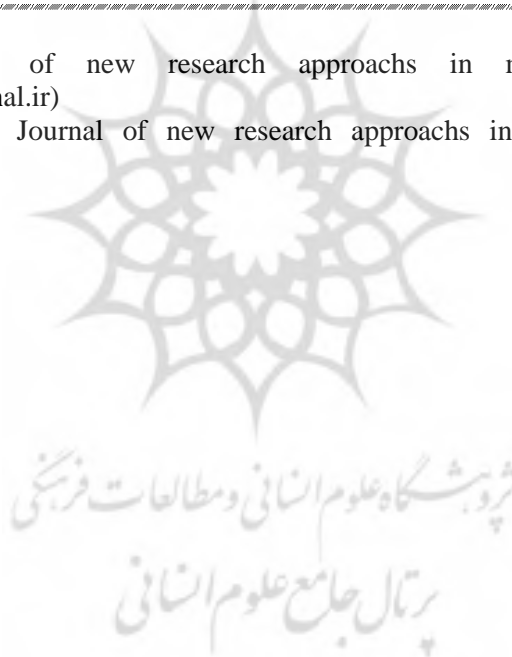 of new research approachs in
nal.ir)
Journal of new research approachs in
پژوهشگاه علوم انسانی و مطالعات فرهنگی
پرتال جامع علوم انسانی